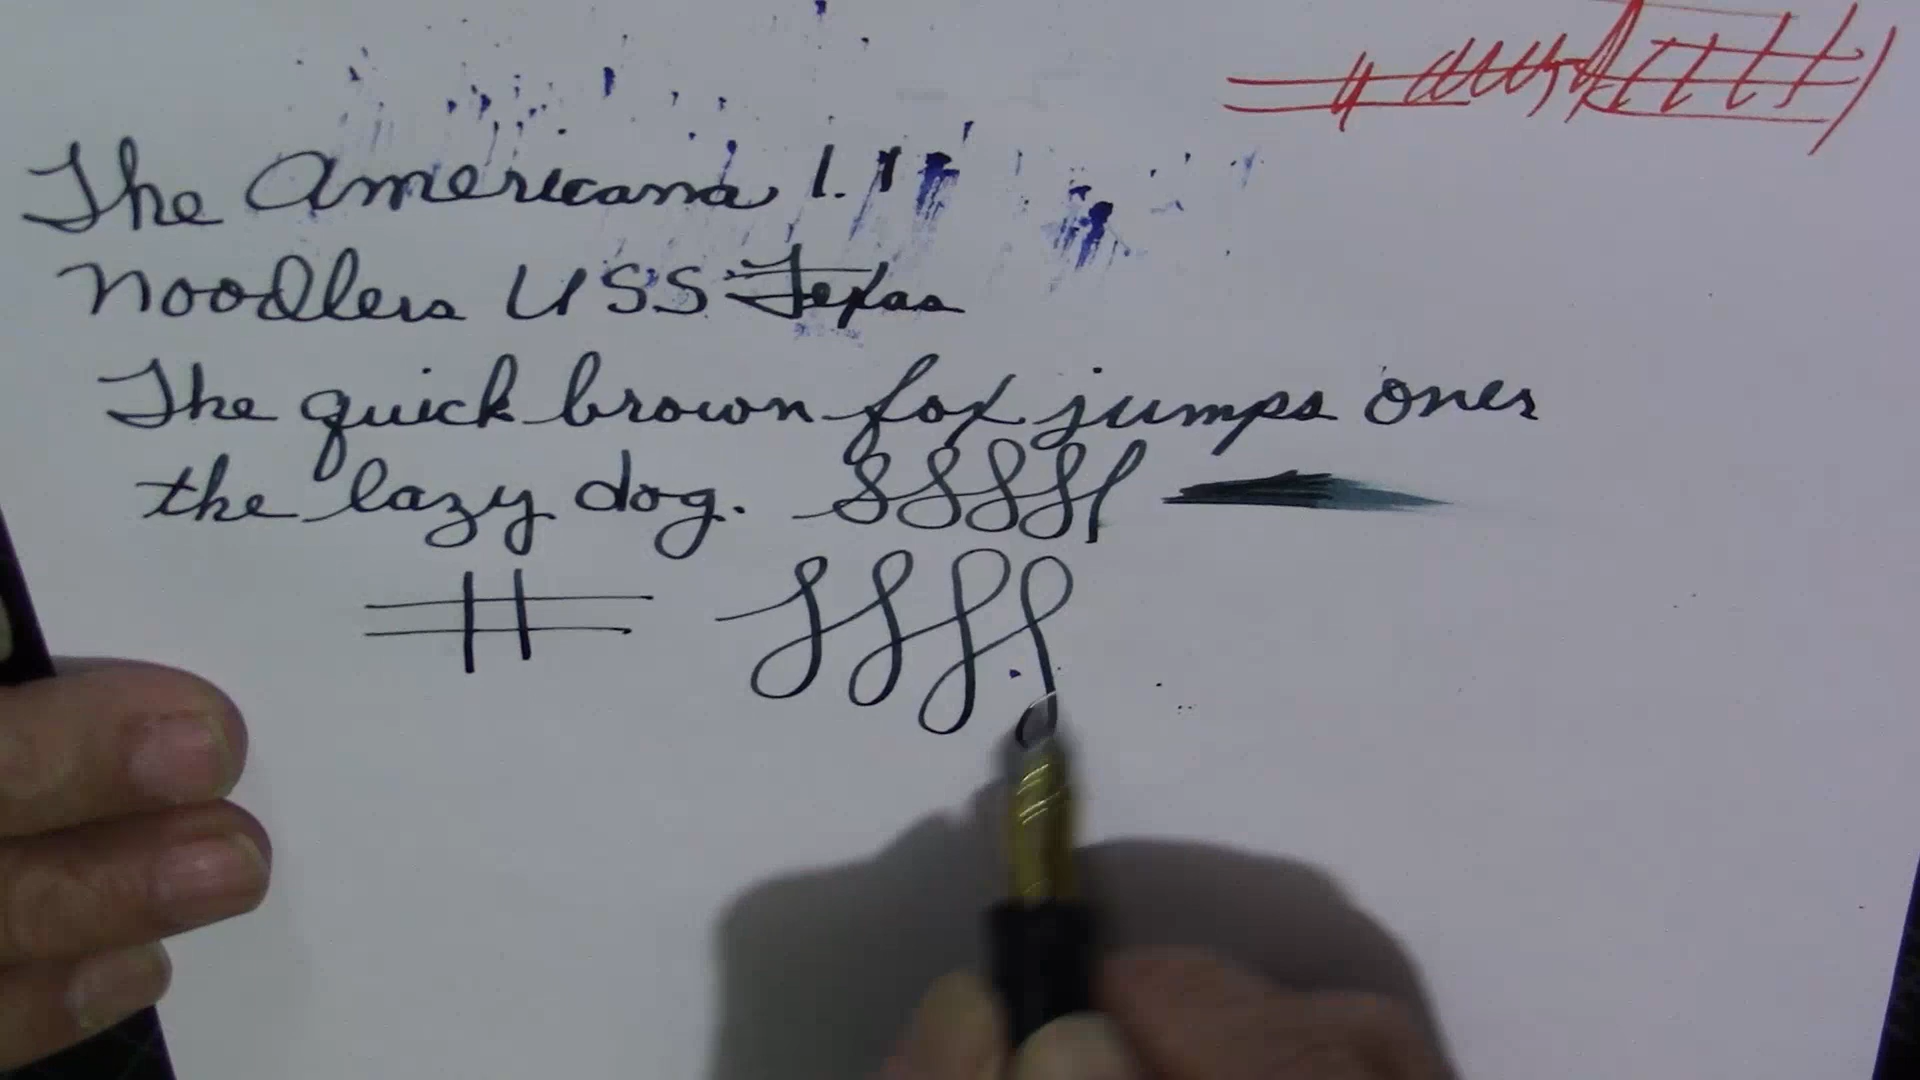 The Americana 1.1
Noodlers USS Texas
The quick brown fox jumps over
the lazy dog.